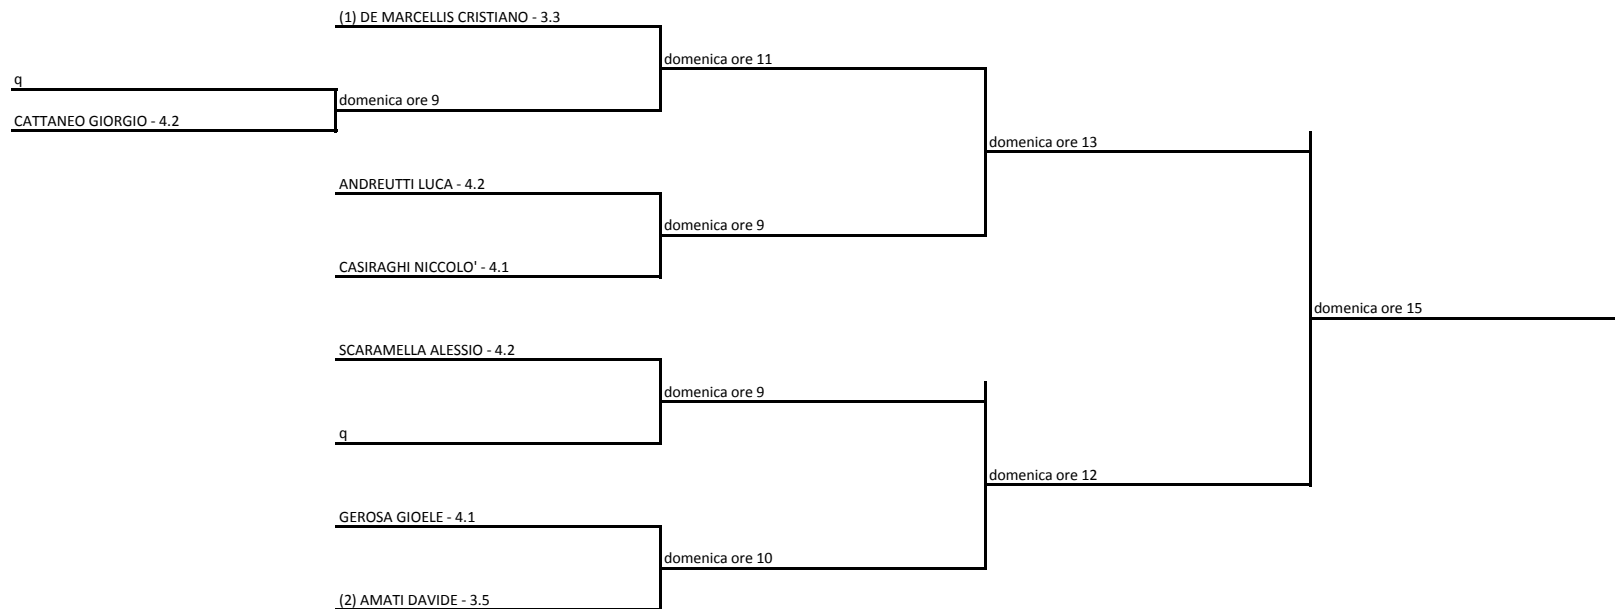 (1) DE MARCELLIS CRISTIANO - 3.3
domenica ore 11
q
domenica ore 9
CATTANEO GIORGIO - 4.2
domenica ore 13
ANDREUTTI LUCA - 4.2
domenica ore 9
CASIRAGHI NICCOLO' - 4.1
domenica ore 15
SCARAMELLA ALESSIO - 4.2
domenica ore 9
q
domenica ore 12
GEROSA GIOELE - 4.1
domenica ore 10
(2) AMATI DAVIDE - 3.5